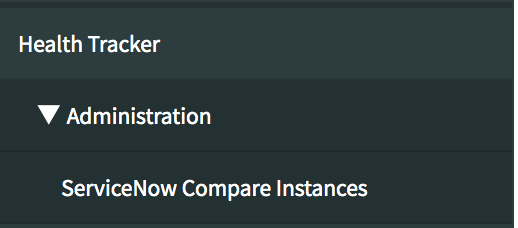 Health Tracker
Administration
ServiceNow Compare Instances